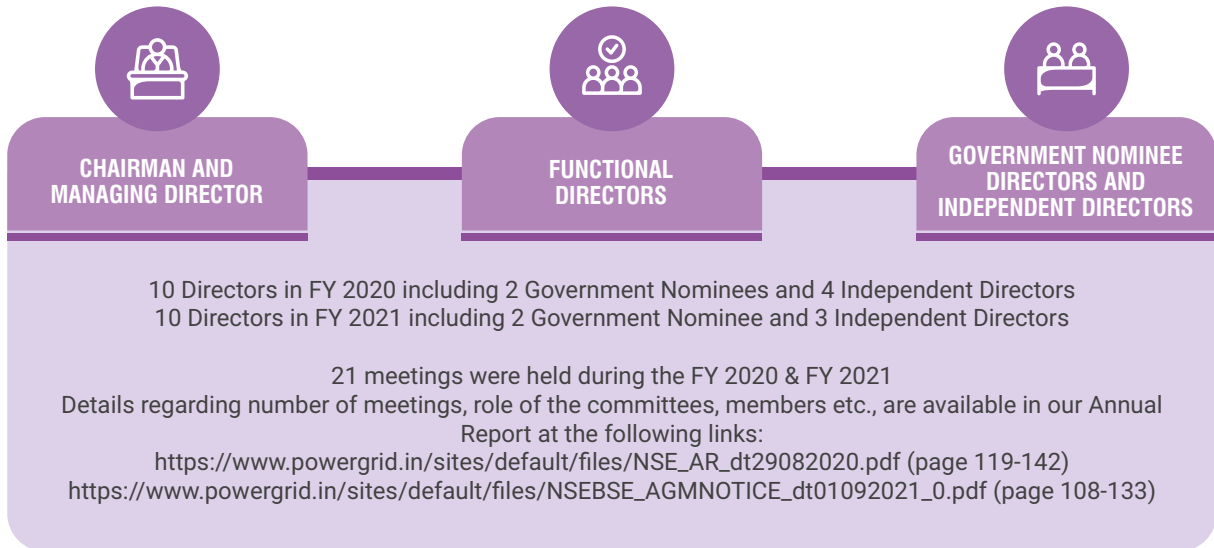 CHAIRMAN AND
MANAGING DIRECTOR
FUNCTIONAL
DIRECTORS
GOVERNMENT NOMINEE
DIRECTORS AND
INDEPENDENT DIRECTORS
10 Directors in FY 2020 including 2 Government Nominees and 4 Independent Directors
10 Directors in FY 2021 including 2 Government Nominee and 3 Independent Directors
21 meetings were held during the FY 2020 & FY 2021
Details regarding number of meetings, role of the committees, members etc., are available in our Annual
Report at the following links:
https://www.powergrid.in/sites/default/files/NSE_AR_dt29082020.pdf (page 119-142)
https://www.powergrid.in/sites/default/files/NSEBSE_AGMNOTICE_dt01092021_0.pdf (page 108-133)